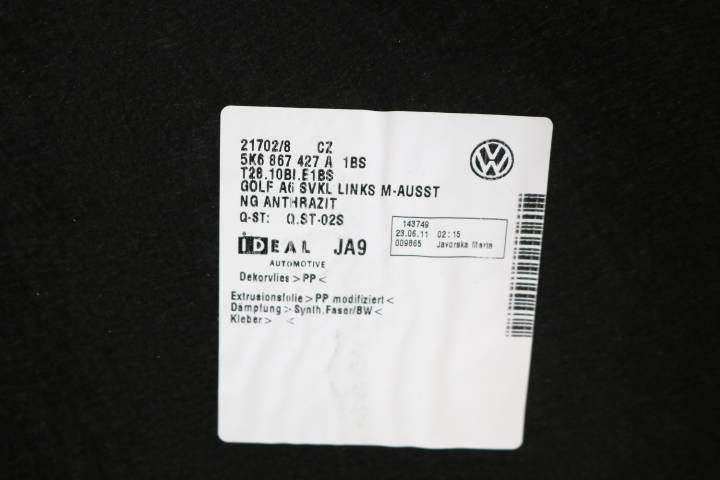 21702/8 CZ
5K6 867 427 A 1BS
T28.10BI.E1BS
GOLF A6 SVKL LINKS M-AUSST
NG ANTHRAZIT
Q-ST: Q.ST-02S
143749
23.06.11 02:15
009865 Javorska Maria
IDEAL JA9
AUTOMOTIVE
Dekorvlies >PP<
Extrusionsfolie >PP modifiziert<
Dämpfung >Synth.Faser/BW<
Kleber> <